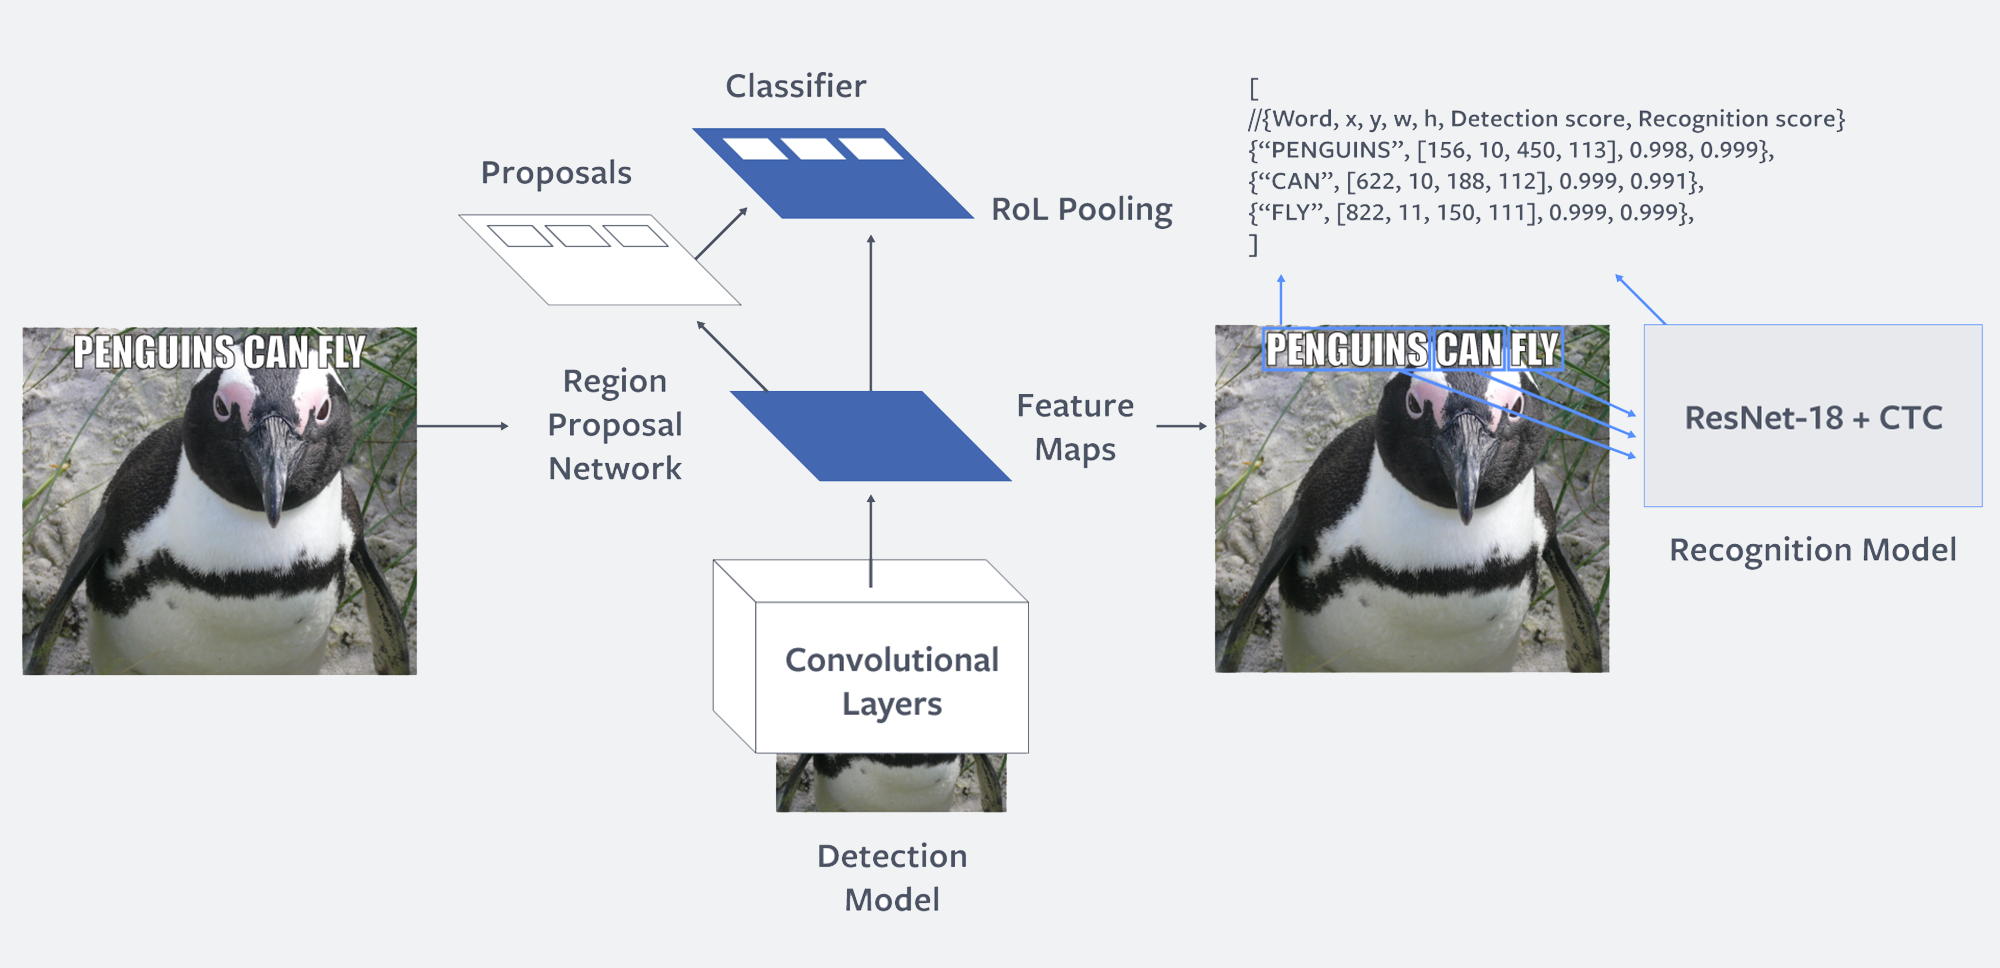 PENGUINS CAN FLY
Region
Proposal
Network
Proposals
Classifier
RoL Pooling
Feature
Maps
Convolutional
Layers
Detection
Model
[
//{Word, x, y, w, h, Detection score, Recognition score}
{“PENGUINS”, [156, 10, 450, 113], 0.998, 0.999},
{“CAN”, [622, 10, 188, 112], 0.999, 0.991},
{“FLY”, [822, 11, 150, 111], 0.999, 0.999},
]
PENGUINS CAN FLY
ResNet-18 + CTC
Recognition Model